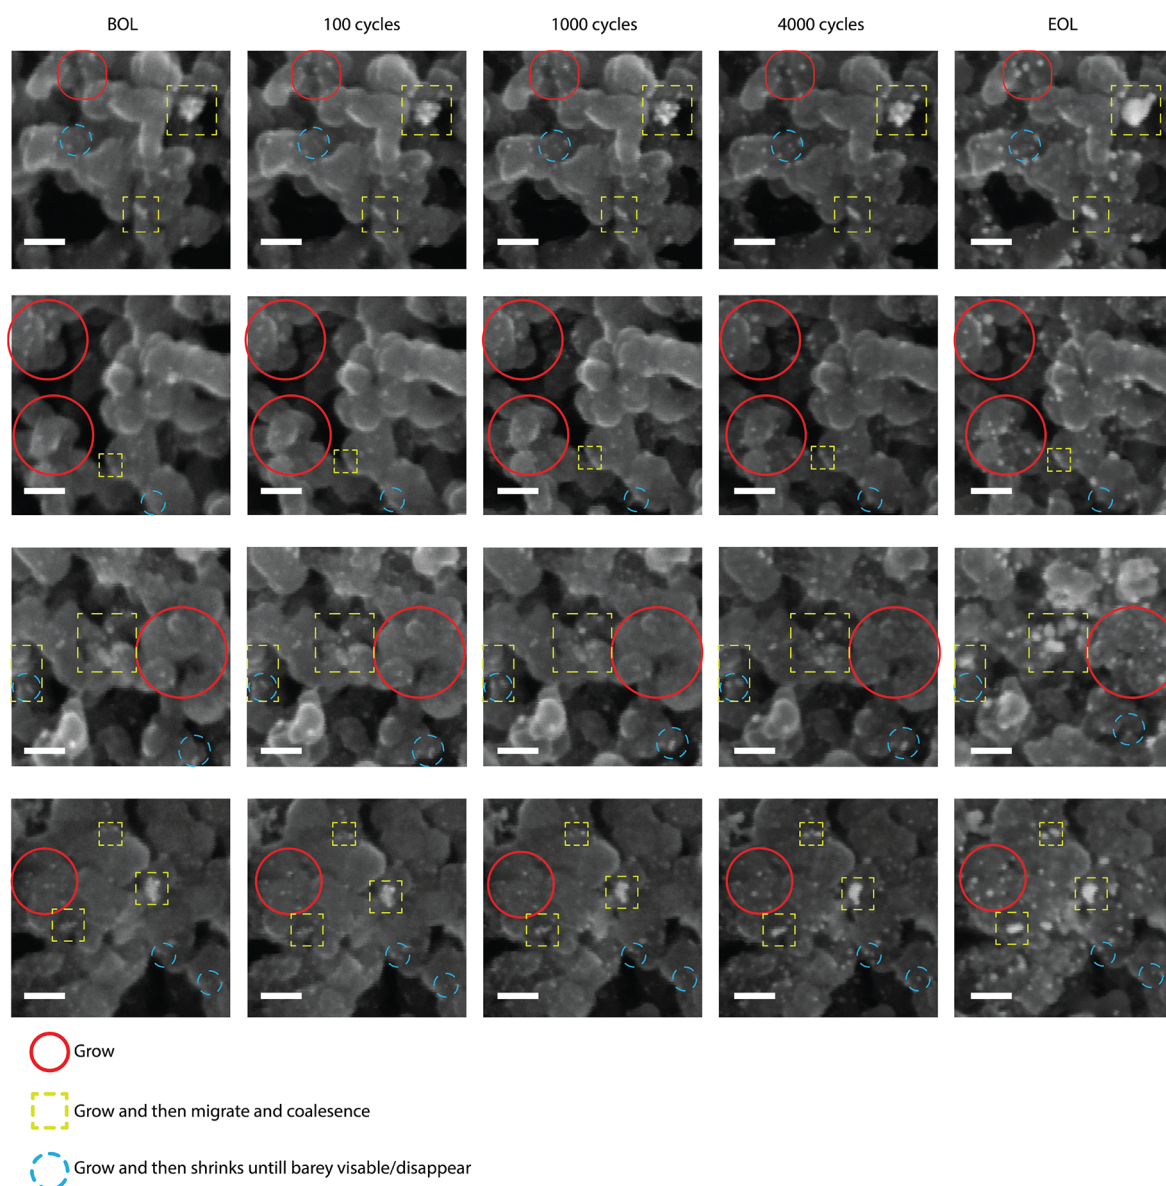 BOL 100 cycles 1000 cycles 4000 cycles EOL
Grow
Grow and then migrate and coalesence
Grow and then shrinks untill barey visable/disappear